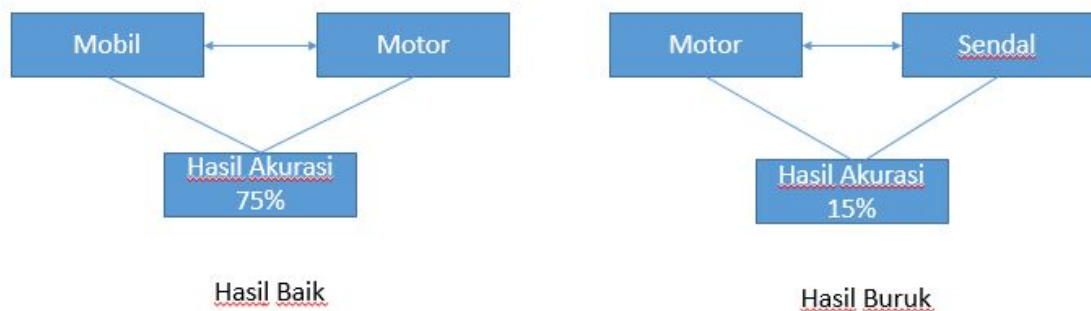 Mobil
Motor
Hasil Akurasi
75%
Hasil Baik
Motor
Sendal
Hasil Akurasi
15%
Hasil Buruk